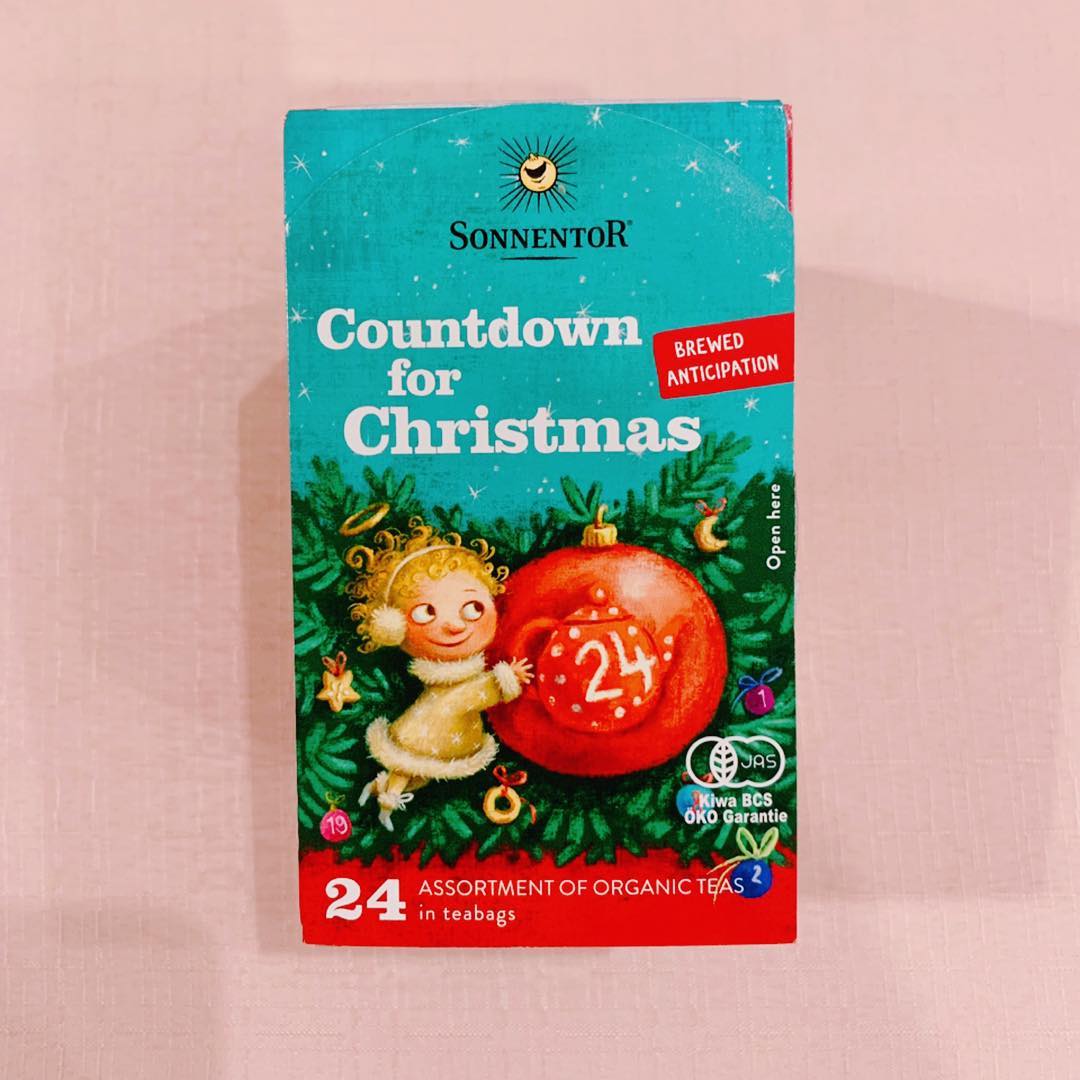 SONNENTOR®
Countdown
for
Christmas
BREWED
ANTICIPATION
Open here
24
1
JAS
Kiwa BCS
ÖKO Garantie
19
2
24 ASSORTMENT OF ORGANIC TEAS
in teabags